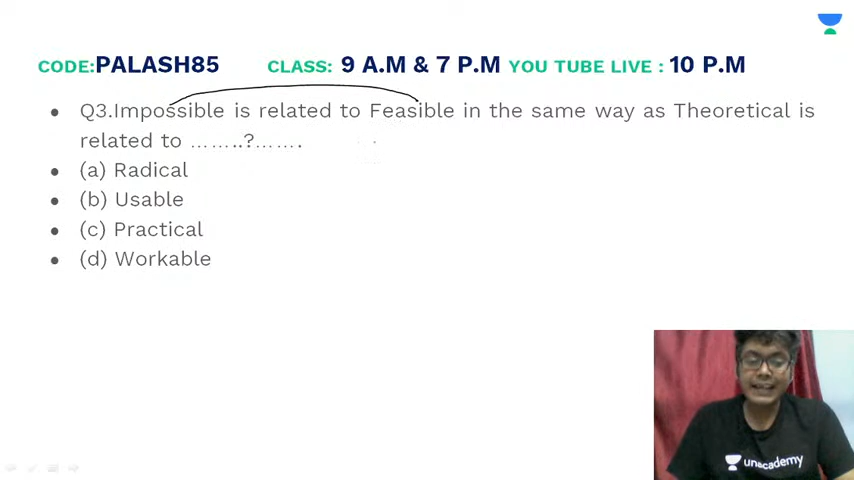 CODE:PALASH85 CLASS: 9 A.M & 7 P.M YOU TUBE LIVE : 10 P.M
• Q3.Impossible is related to Feasible in the same way as Theoretical is
related to ……..?…….
• (a) Radical
• (b) Usable
• (c) Practical
• (d) Workable
unacademy